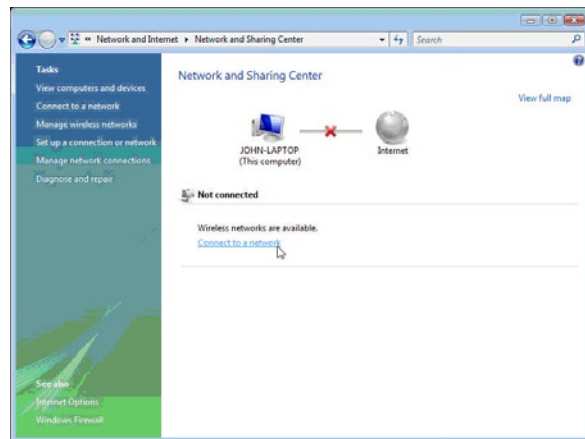 « Network and Internet ▸ Network and Sharing Center
Search
Tasks
View computers and devices
Connect to a network
Manage wireless networks
Set up a connection or network
Manage network connections
Diagnose and repair
See also
Internet Options
Windows Firewall
Network and Sharing Center
View full map
JOHN-LAPTOP
(This computer)
Internet
Not connected
Wireless networks are available.
Connect to a network